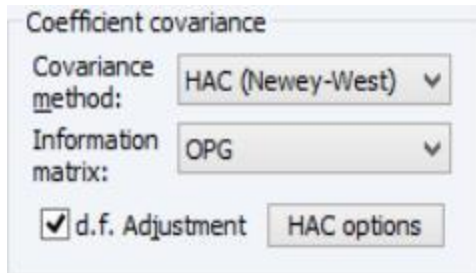 Coefficient covariance
Covariance
method:
HAC (Newey-West)
Information
matrix:
OPG
d.f. Adjustment
HAC options